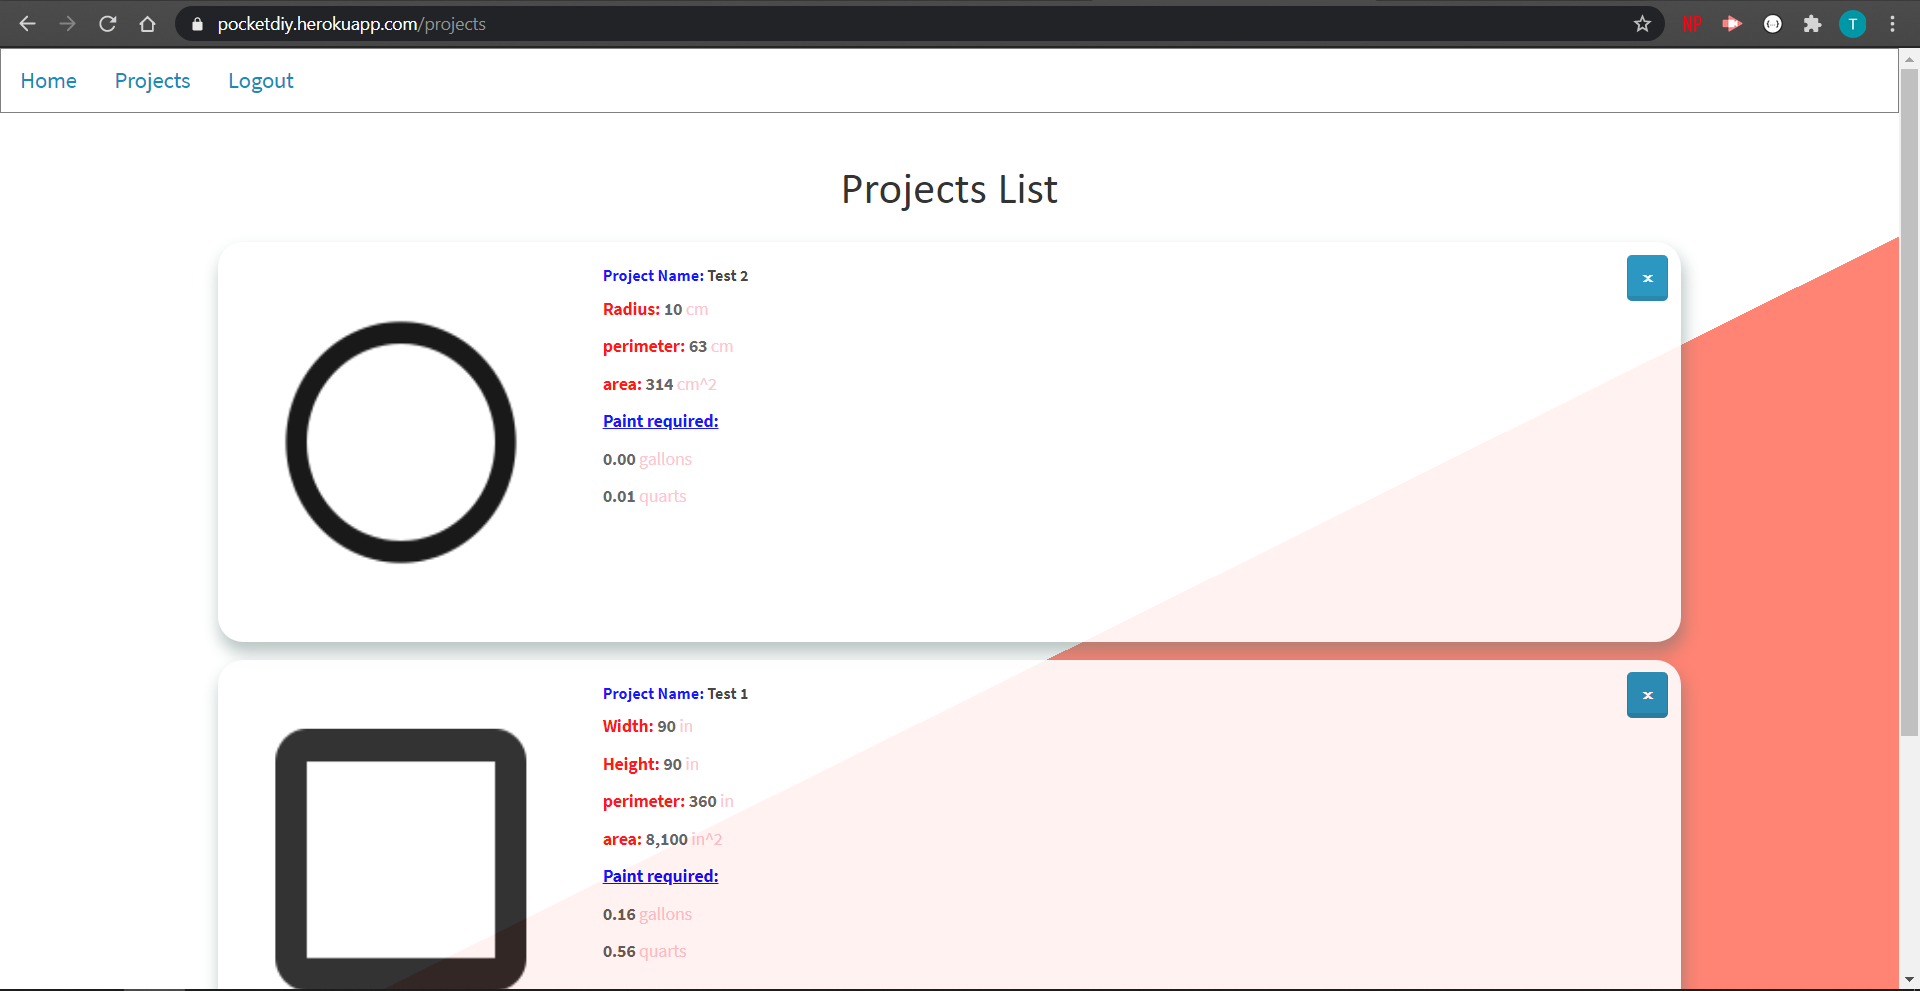 pocketdiy.herokuapp.com/projects
NP
T
Home Projects Logout
Projects List
Project Name: Test 2
x
Radius: 10 cm
perimeter: 63 cm
area: 314 cm^2
Paint required:
0.00 gallons
0.01 quarts
Project Name: Test 1
x
Width: 90 in
Height: 90 in
perimeter: 360 in
area: 8,100 in^2
Paint required:
0.16 gallons
0.56 quarts